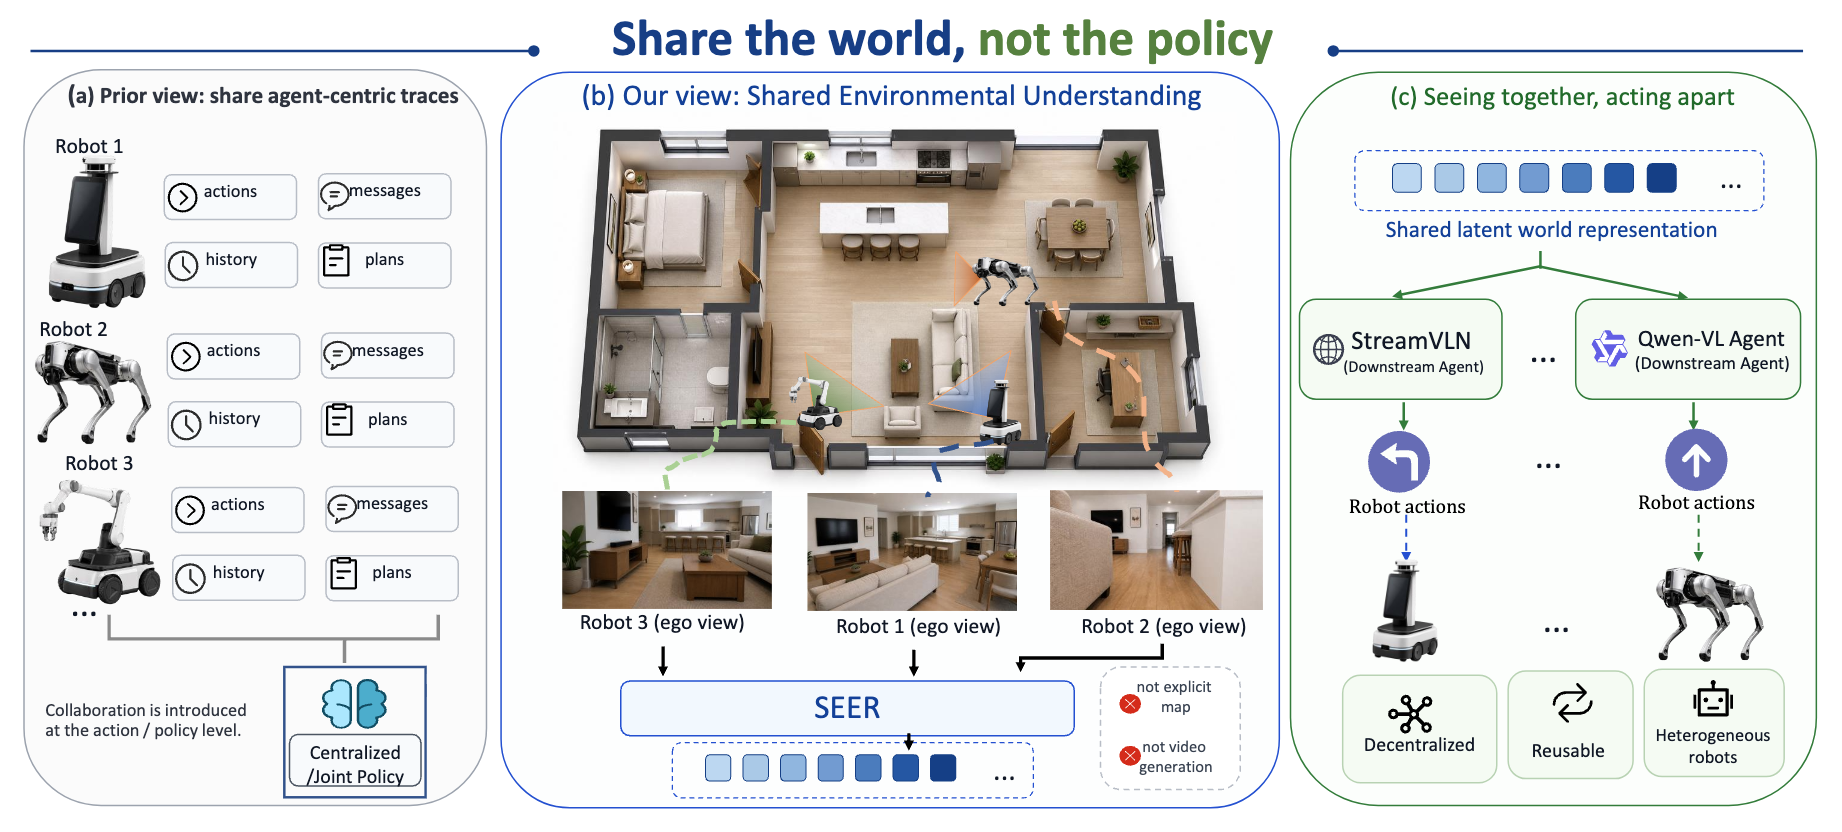 Share the world, not the policy
(a) Prior view: share agent-centric traces
Robot 1
actions
messages
history
plans
Robot 2
actions
messages
history
plans
Robot 3
actions
messages
history
plans
...
Collaboration is introduced
at the action / policy level.
Centralized
/Joint Policy
(b) Our view: Shared Environmental Understanding
Robot 3 (ego view)
Robot 1 (ego view)
Robot 2 (ego view)
SEER
...
not explicit
map
not video
generation
(c) Seeing together, acting apart
...
Shared latent world representation
StreamVLN
(Downstream Agent)
...
Qwen-VL Agent
(Downstream Agent)
Robot actions
...
Robot actions
...
Decentralized
Reusable
Heterogeneous
robots